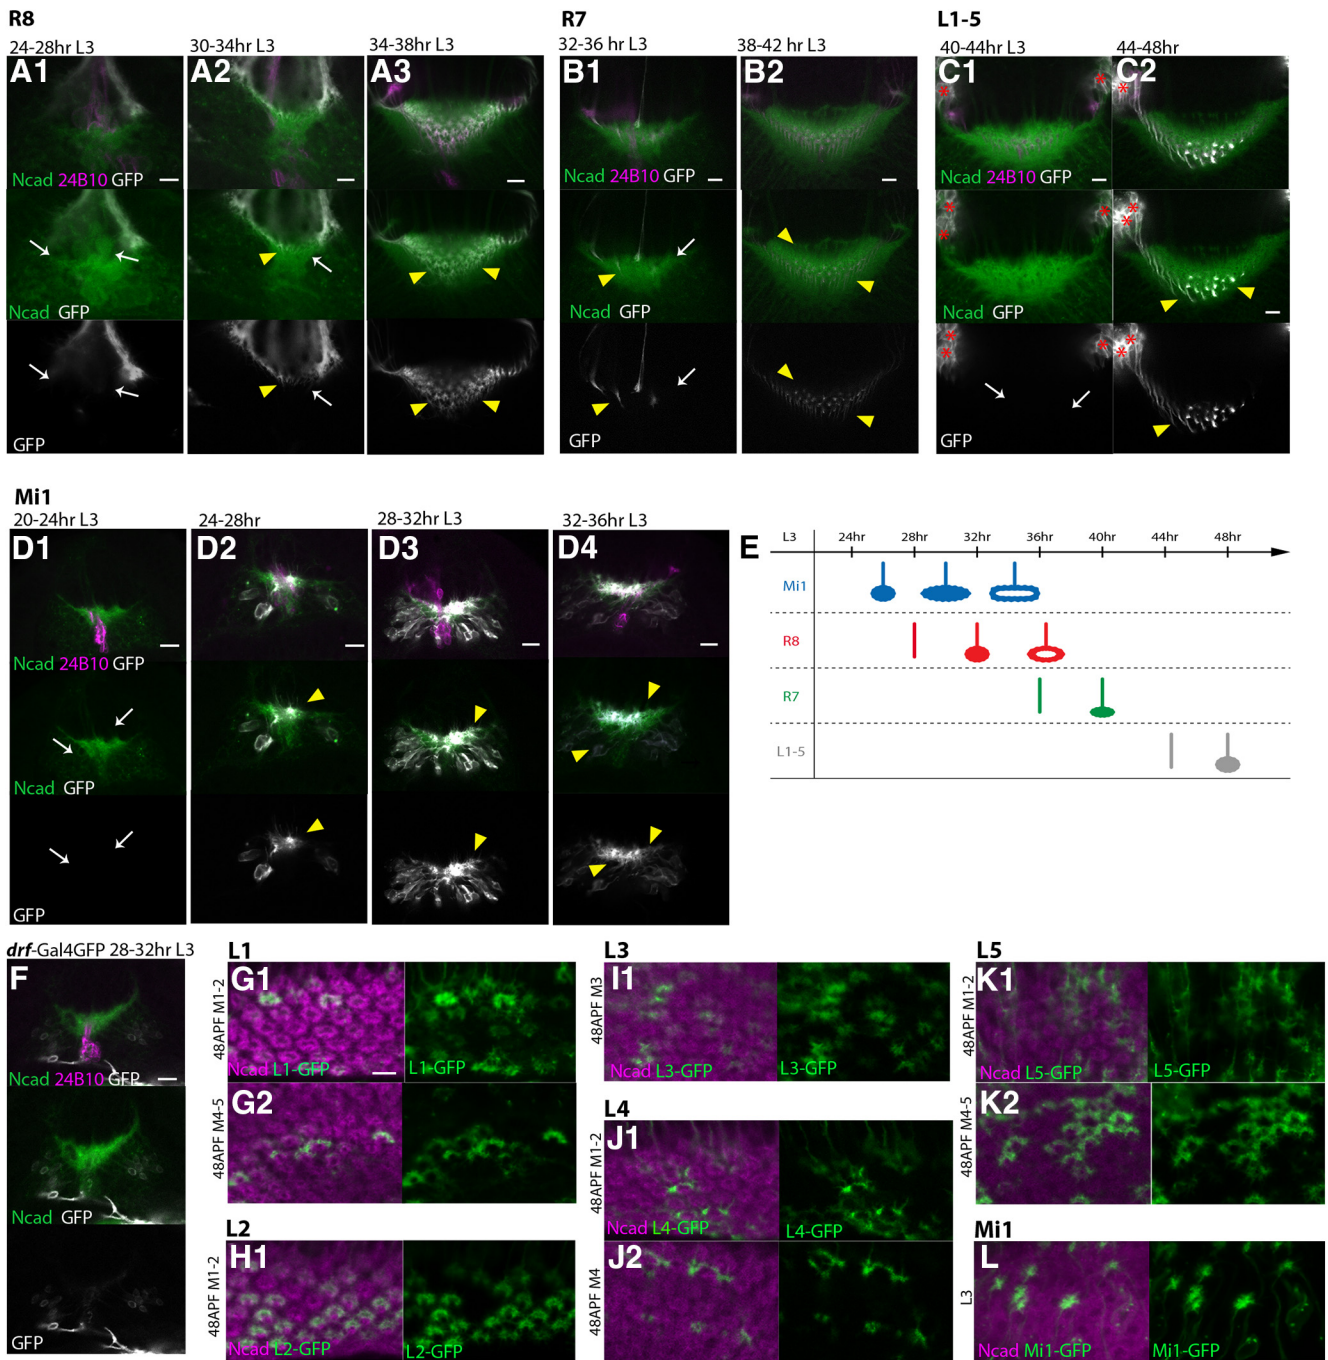 R8
R7
L1-5
24-28hr L3
30-34hr L3
34-38hr L3
32-36 hr L3
38-42 hr L3
40-44hr L3
44-48hr
A1
A2
A3
B1
B2
C1
C2
Ncad 24B10 GFP
Ncad 24B10 GFP
Ncad 24B10 GFP
Ncad GFP
Ncad GFP
Ncad GFP
GFP
GFP
GFP
Mi1
20-24hr L3
24-28hr
28-32hr L3
32-36hr L3
D1
D2
D3
D4
Ncad 24B10 GFP
Ncad GFP
GFP
E
L3 24hr 28hr 32hr 36hr 40hr 44hr 48hr
Mi1
R8
R7
L1-5
drf-Gal4GFP 28-32hr L3
F
Ncad 24B10 GFP
Ncad GFP
GFP
L1
48APF M1-2
G1
Ncad L1-GFP
L1-GFP
48APF M4-5
G2
L2
48APF M1-2
H1
Ncad L2-GFP
L2-GFP
L3
48APF M3
I1
Ncad L3-GFP
L3-GFP
L4
48APF M1-2
J1
Ncad L4-GFP
L4-GFP
48APF M4
J2
L5
48APF M1-2
K1
Ncad L5-GFP
L5-GFP
48APF M4-5
K2
Mi1
L3
L
Ncad Mi1-GFP
Mi1-GFP